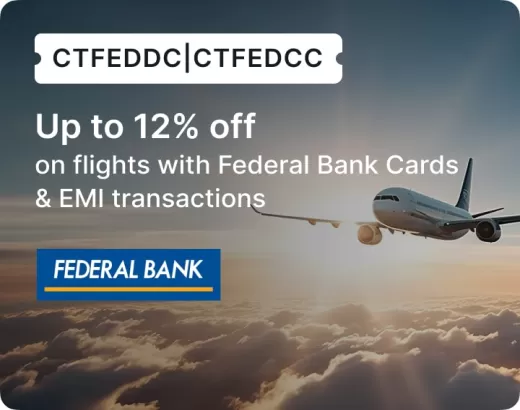 CTFEDDC|CTFEDCC
Up to 12% off
on flights with Federal Bank Cards
& EMI transactions
FEDERAL BANK